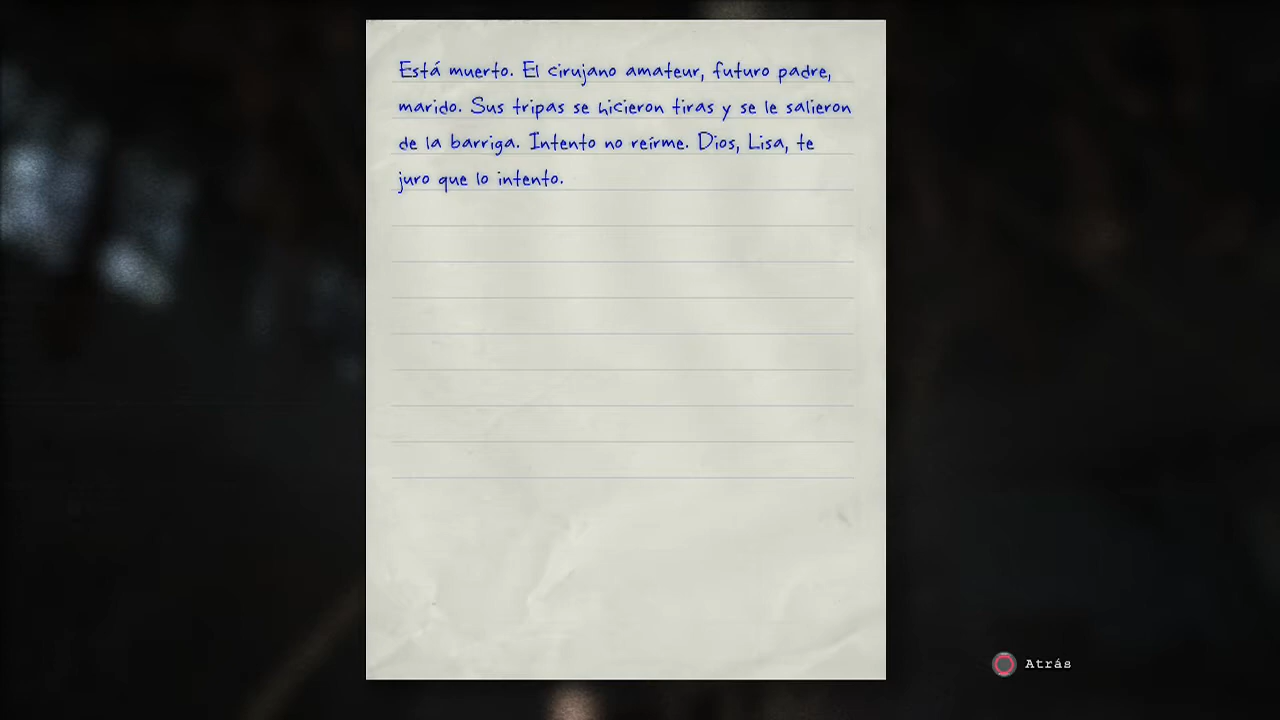 Está muerto. El cirujano amateur, futuro padre,
marido. Sus tripas se hicieron tiras y se le salieron
de la barriga. Intento no reírme. Dios, Lisa, te
juro que lo intento.
Atrás